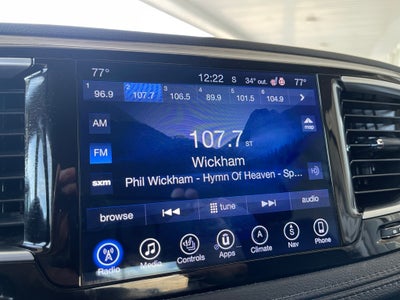 77° 12:22 S 34° out. 77°
1 96.9 2 107.7 3 106.5 4 89.9 5 101.5 6 104.9
AM
107.7 ST
map
FM
Wickham
sxm Phil Wickham - Hymn Of Heaven - Sp...
browse tune audio
Radio Media Controls Apps Climate Nav Phone